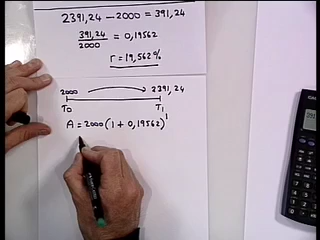 2391,24 – 2000 = 391,24
391,24 / 2000 = 0,19562
r = 19,562%
2000 2391,24
T0 T1
A = 2000(1 + 0,19562)^1